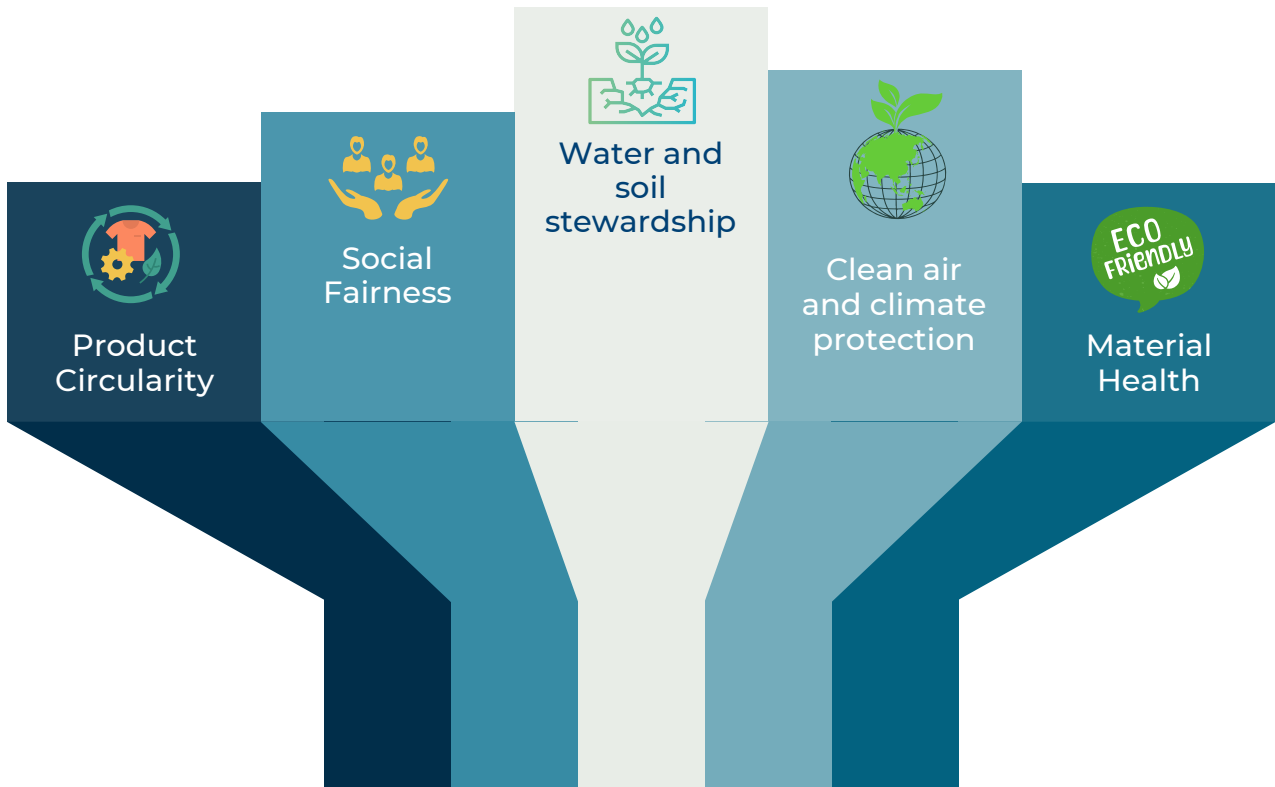 Product
Circularity
Social
Fairness
Water and
soil
stewardship
Clean air
and climate
protection
ECO
FRiENDLY
Material
Health